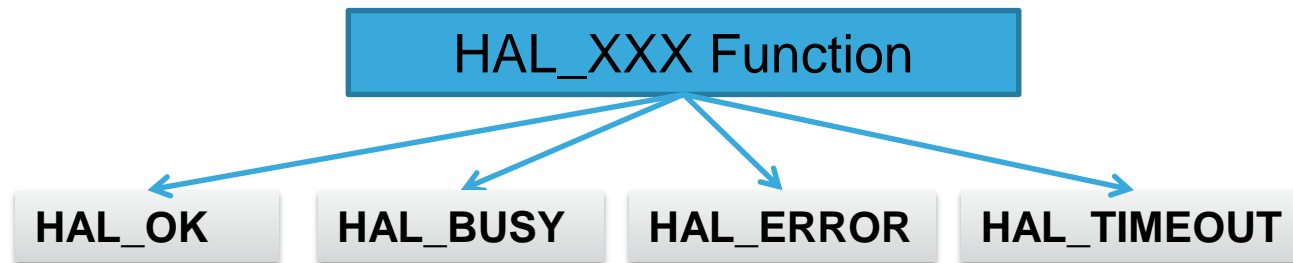 HAL_XXX Function
HAL_OK HAL_BUSY HAL_ERROR HAL_TIMEOUT